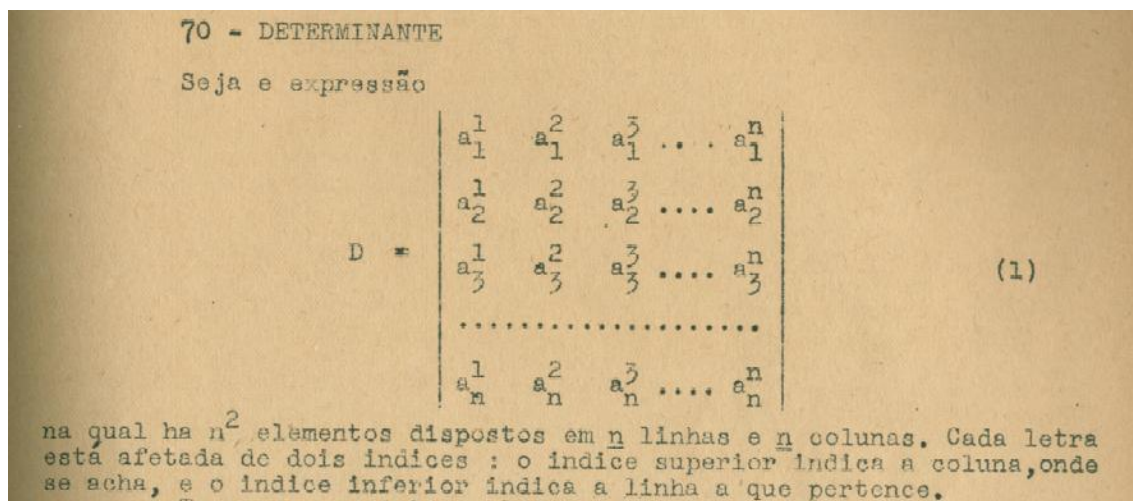 70 - DETERMINANTE
Seja e expressão
a₁¹ a₁² a₁³ .... a₁ⁿ
a₂¹ a₂² a₂³ .... a₂ⁿ
D = a₃¹ a₃² a₃³ .... a₃ⁿ (1)
......................
aₙ¹ aₙ² aₙ³ .... aₙⁿ
na qual ha n² elementos dispostos em n linhas e n colunas. Cada letra
está afetada de dois indices : o indice superior indica a coluna,onde
se acha, e o indice inferior indica a linha a que pertence.